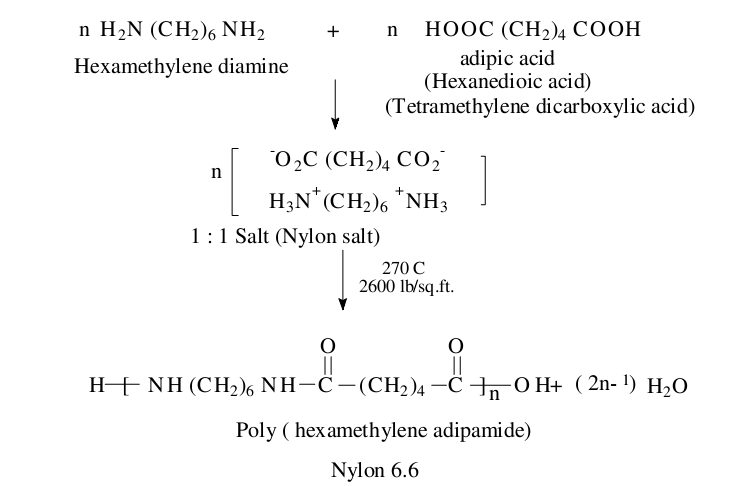 n H₂N (CH₂)₆ NH₂ + n HOOC (CH₂)₄ COOH
Hexamethylene diamine
adipic acid
(Hexanedioic acid)
(Tetramethylene dicarboxylic acid)
n [ ⁻O₂C (CH₂)₄ CO₂⁻ ]
H₃N⁺(CH₂)₆ ⁺NH₃
1 : 1 Salt (Nylon salt)
270 C
2600 lb/sq.ft.
O O
H—[ NH (CH₂)₆ NH—C—(CH₂)₄—C ]ₙ—O H+ ( 2n- ¹) H₂O
Poly ( hexamethylene adipamide)
Nylon 6.6